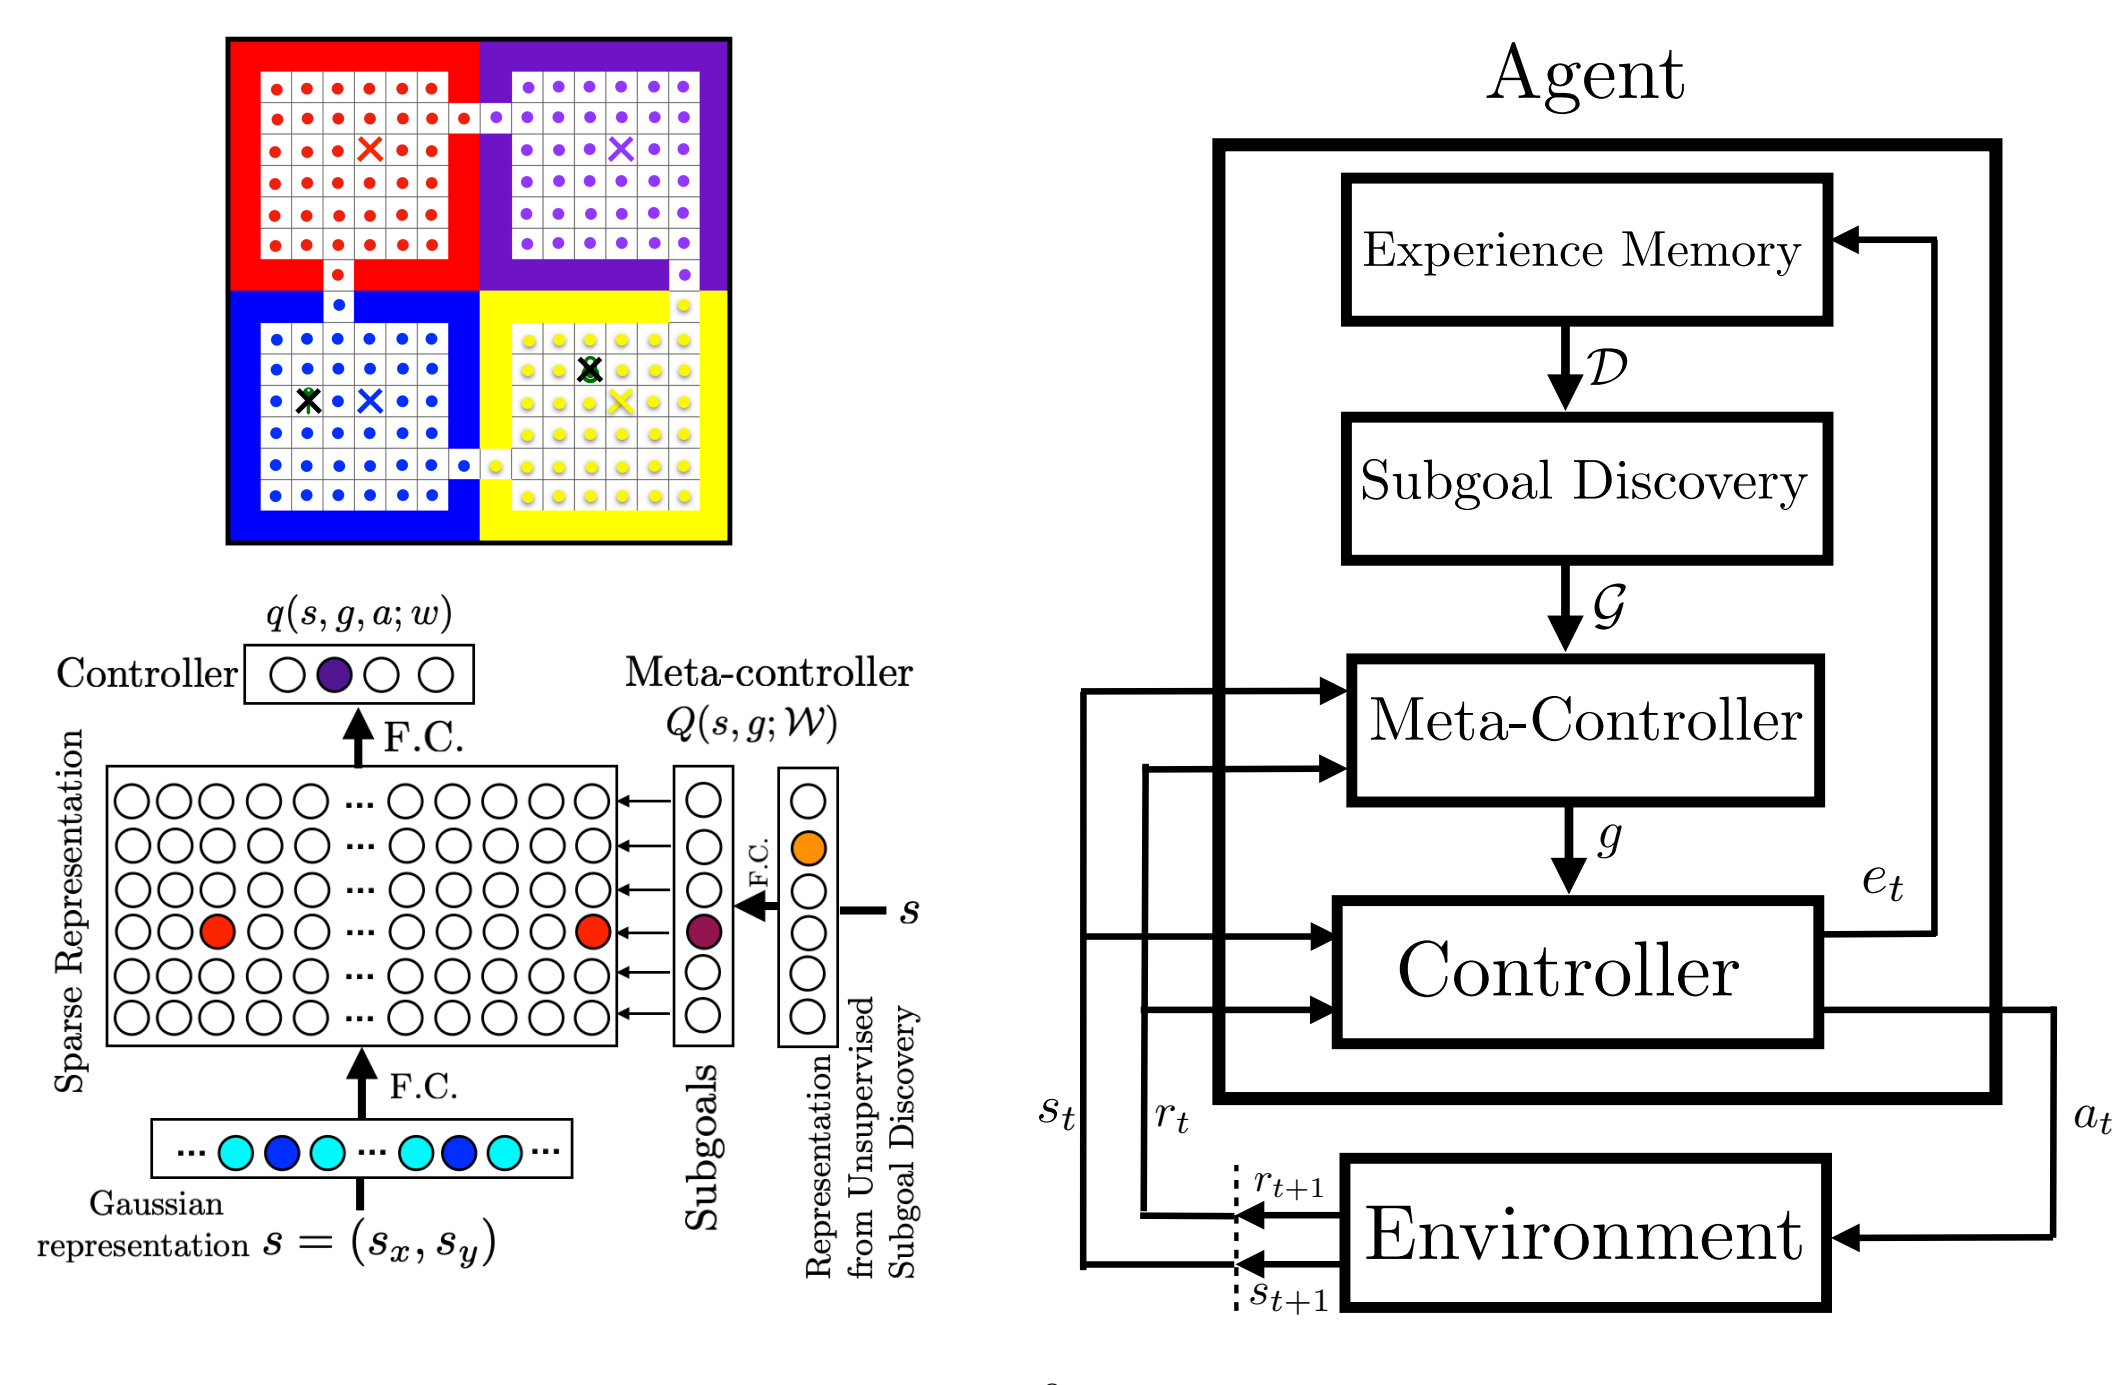 q(s, g, a; w)
Controller
F.C.
Sparse Representation
F.C.
Gaussian
representation s = (s_x, s_y)
Meta-controller
Q(s, g; 𝒲)
F.C.
s
Subgoals
Representation
from Unsupervised
Subgoal Discovery
Agent
Experience Memory
𝒟
Subgoal Discovery
𝒢
Meta-Controller
g
e_t
Controller
s_t
r_t
a_t
r_{t+1}
Environment
s_{t+1}